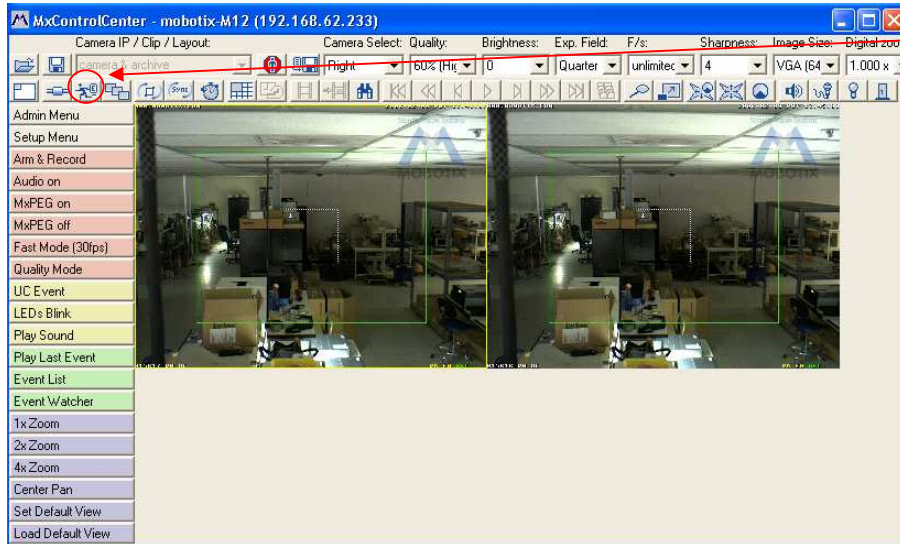 MxControlCenter - mobotix-M12 (192.168.62.233)
Camera IP / Clip / Layout: Camera Select: Quality: Brightness: Exp. Field: F/s: Sharpness: Image Size: Digital zoo
camera & archive Right 60% (Hig 0 Quarter unlimitec 4 VGA (64 1.000 x
Sync
Admin Menu
Setup Menu
Arm & Record
Audio on
MxPEG on
MxPEG off
Fast Mode (30fps)
Quality Mode
UC Event
LEDs Blink
Play Sound
Play Last Event
Event List
Event Watcher
1x Zoom
2x Zoom
4x Zoom
Center Pan
Set Default View
Load Default View
MOBOTIX
MOBOTIX